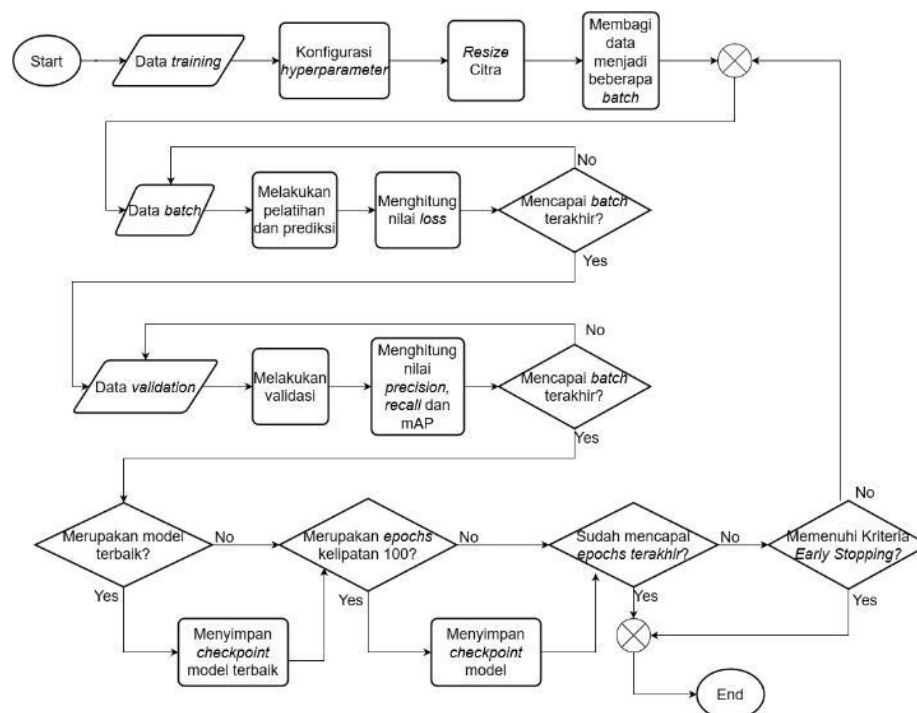 Start
Data training
Konfigurasi
hyperparameter
Resize
Citra
Membagi
data
menjadi
beberapa
batch
No
Data batch
Melakukan
pelatihan
dan prediksi
Menghitung
nilai loss
Mencapai batch
terakhir?
Yes
No
Data validation
Melakukan
validasi
Menghitung
nilai
precision,
recall dan
mAP
Mencapai batch
terakhir?
Yes
Merupakan model
terbaik?
No
Yes
Merupakan epochs
kelipatan 100?
No
Yes
Sudah mencapai
epochs terakhir?
No
Yes
Memenuhi Kriteria
Early Stopping?
No
Yes
Menyimpan
checkpoint
model terbaik
Menyimpan
checkpoint
model
End